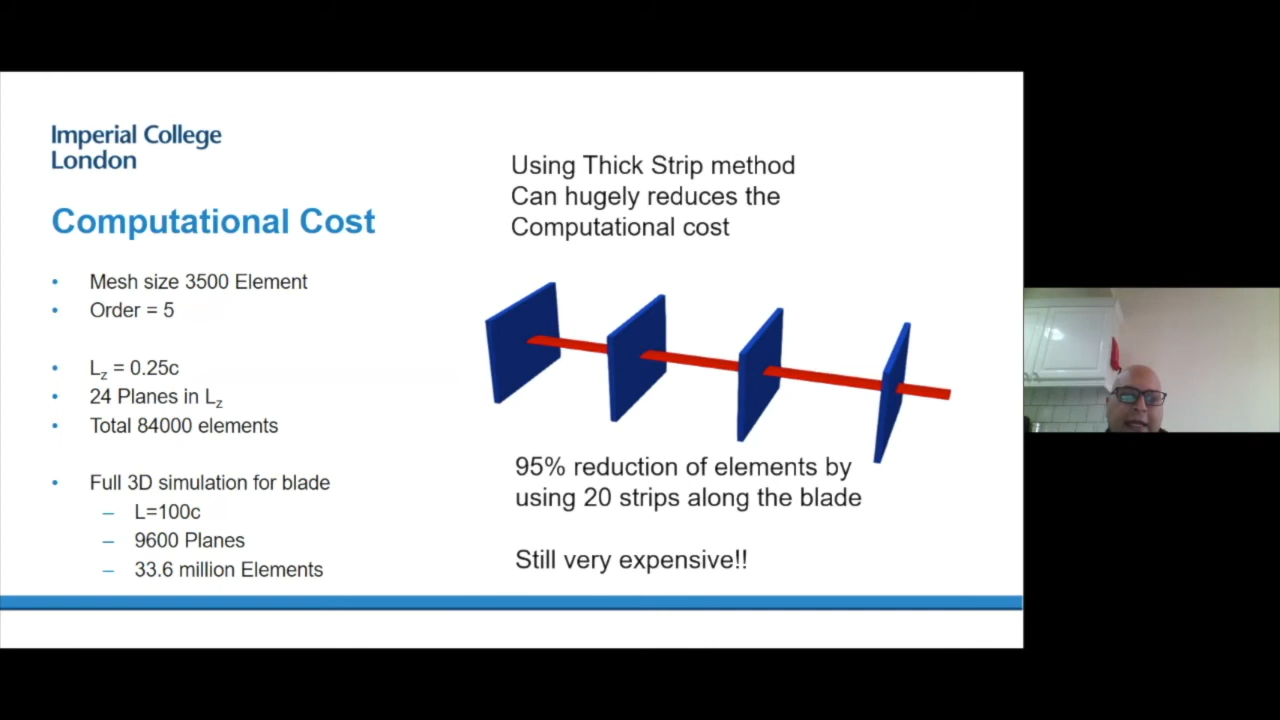 Imperial College
London
Computational Cost
• Mesh size 3500 Element
• Order = 5
• Lz = 0.25c
• 24 Planes in Lz
• Total 84000 elements
• Full 3D simulation for blade
– L=100c
– 9600 Planes
– 33.6 million Elements
Using Thick Strip method
Can hugely reduces the
Computational cost
95% reduction of elements by
using 20 strips along the blade
Still very expensive!!